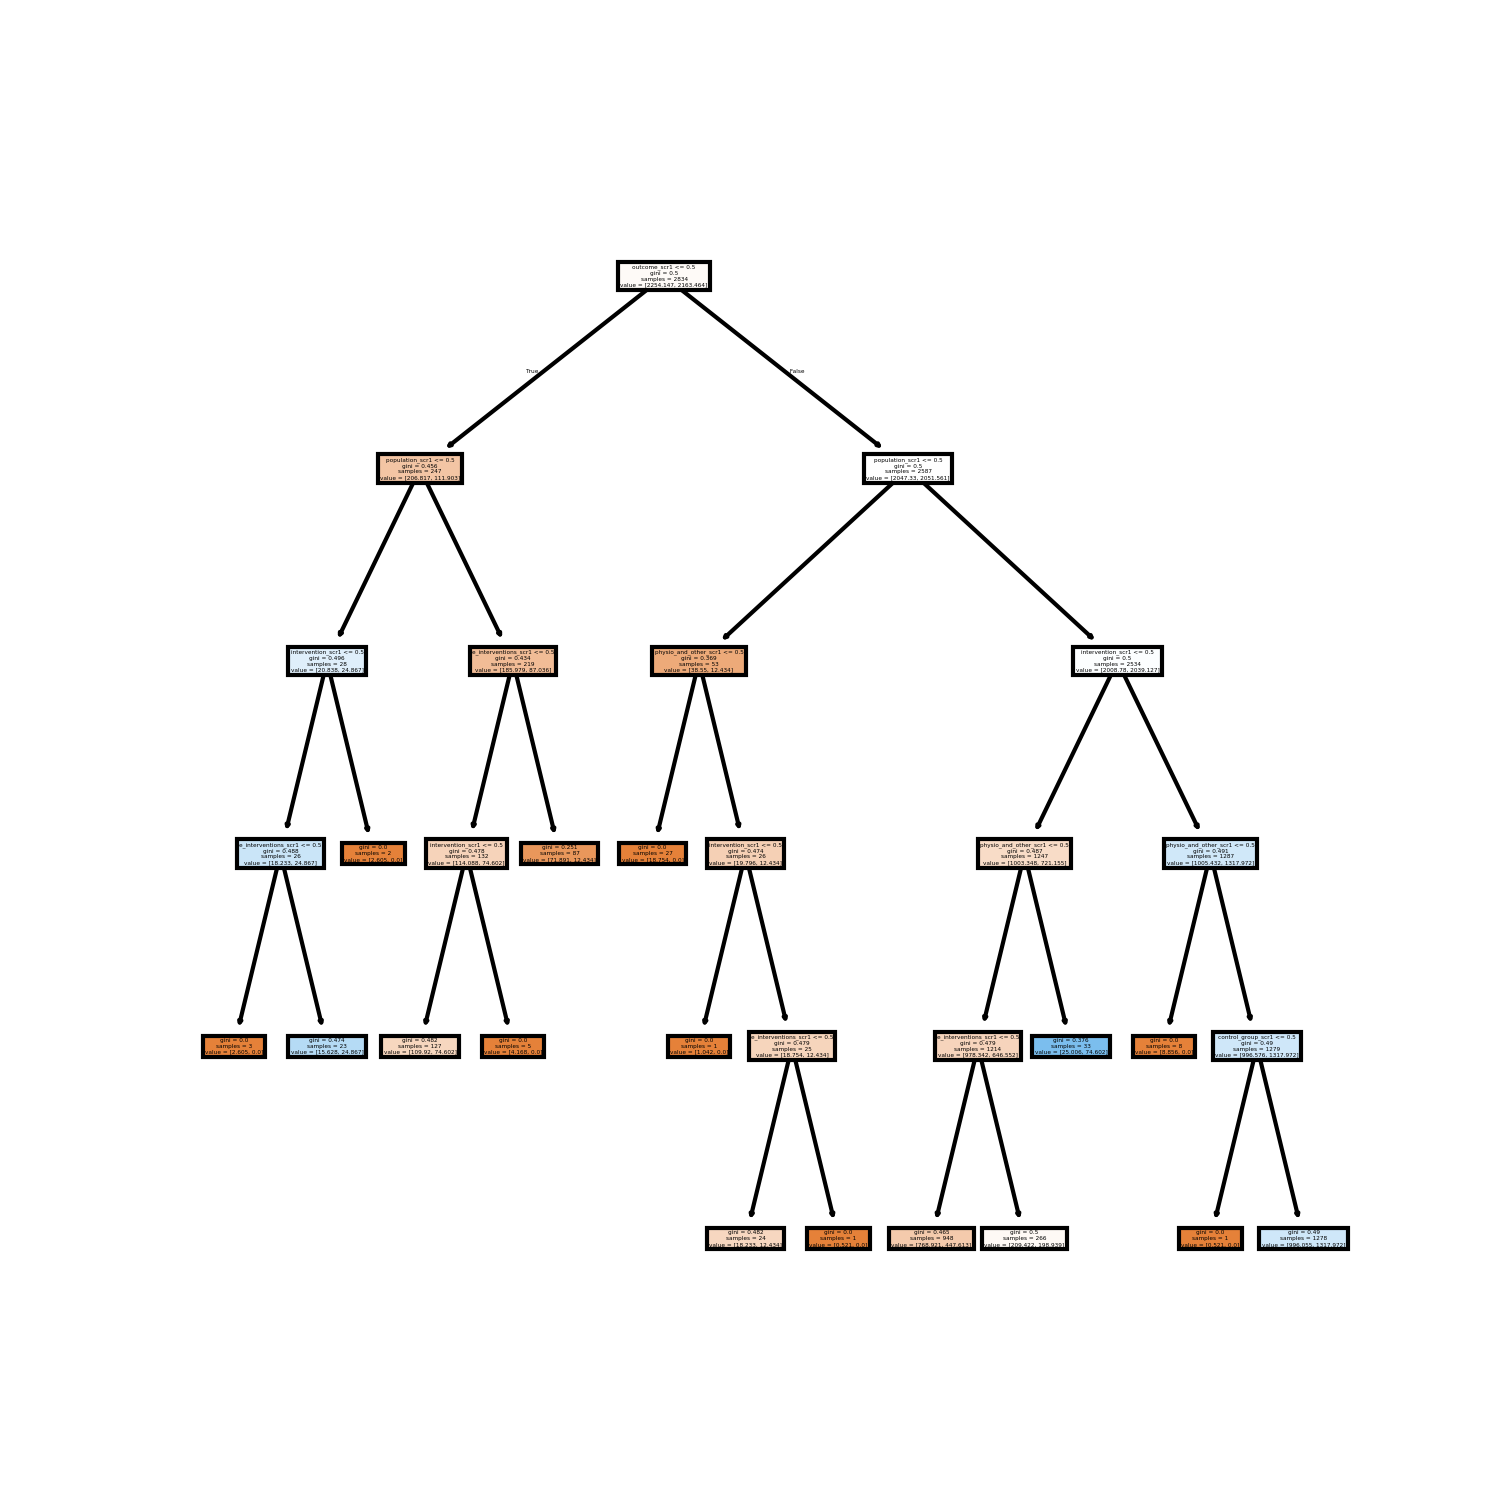 outcome_scr1 <= 0.5
gini = 0.5
samples = 2834
value = [2254.147, 2163.464]
True
False
population_scr1 <= 0.5
gini = 0.456
samples = 247
value = [206.817, 111.903]
population_scr1 <= 0.5
gini = 0.5
samples = 2587
value = [2047.33, 2051.561]
intervention_scr1 <= 0.5
gini = 0.496
samples = 28
value = [20.838, 24.867]
e_interventions_scr1 <= 0.5
gini = 0.434
samples = 219
value = [185.979, 87.036]
physio_and_other_scr1 <= 0.5
gini = 0.369
samples = 53
value = [38.55, 12.434]
intervention_scr1 <= 0.5
gini = 0.5
samples = 2534
value = [2008.78, 2039.127]
e_interventions_scr1 <= 0.5
gini = 0.488
samples = 26
value = [18.233, 24.867]
gini = 0.0
samples = 2
value = [2.605, 0.0]
intervention_scr1 <= 0.5
gini = 0.478
samples = 132
value = [114.088, 74.602]
gini = 0.251
samples = 87
value = [71.891, 12.434]
gini = 0.0
samples = 27
value = [18.754, 0.0]
intervention_scr1 <= 0.5
gini = 0.474
samples = 26
value = [19.796, 12.434]
physio_and_other_scr1 <= 0.5
gini = 0.487
samples = 1247
value = [1003.348, 721.155]
physio_and_other_scr1 <= 0.5
gini = 0.491
samples = 1287
value = [1005.432, 1317.972]
gini = 0.0
samples = 3
value = [2.605, 0.0]
gini = 0.474
samples = 23
value = [15.628, 24.867]
gini = 0.482
samples = 127
value = [109.92, 74.602]
gini = 0.0
samples = 5
value = [4.168, 0.0]
gini = 0.0
samples = 1
value = [1.042, 0.0]
e_interventions_scr1 <= 0.5
gini = 0.479
samples = 25
value = [18.754, 12.434]
e_interventions_scr1 <= 0.5
gini = 0.479
samples = 1214
value = [978.342, 646.552]
gini = 0.376
samples = 33
value = [25.006, 74.602]
gini = 0.0
samples = 8
value = [8.856, 0.0]
control_group_scr1 <= 0.5
gini = 0.49
samples = 1279
value = [996.576, 1317.972]
gini = 0.482
samples = 24
value = [18.233, 12.434]
gini = 0.0
samples = 1
value = [0.521, 0.0]
gini = 0.465
samples = 948
value = [768.921, 447.613]
gini = 0.5
samples = 266
value = [209.422, 198.939]
gini = 0.0
samples = 1
value = [0.521, 0.0]
gini = 0.49
samples = 1278
value = [996.055, 1317.972]